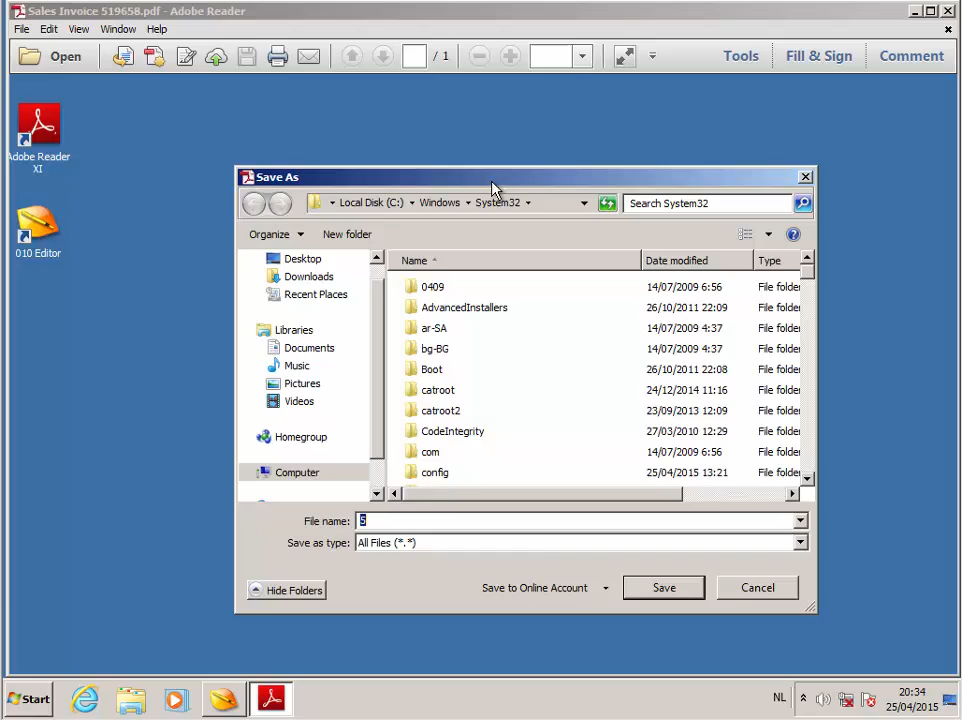 Sales Invoice 519658.pdf - Adobe Reader
File Edit View Window Help
Open / 1 Tools Fill & Sign Comment
Adobe Reader
XI
010 Editor
Save As
Local Disk (C:) Windows System32 Search System32
Organize New folder
Name Date modified Type
Desktop
Downloads
Recent Places
Libraries
Documents
Music
Pictures
Videos
Homegroup
Computer
0409 14/07/2009 6:56 File folder
AdvancedInstallers 26/10/2011 22:09 File folder
ar-SA 14/07/2009 4:37 File folder
bg-BG 14/07/2009 4:37 File folder
Boot 26/10/2011 22:08 File folder
catroot 24/12/2014 11:16 File folder
catroot2 23/09/2013 12:09 File folder
CodeIntegrity 27/03/2010 12:29 File folder
com 14/07/2009 6:56 File folder
config 25/04/2015 13:21 File folder
File name: 5
Save as type: All Files (*.*)
Hide Folders Save to Online Account Save Cancel
Start NL 20:34
25/04/2015